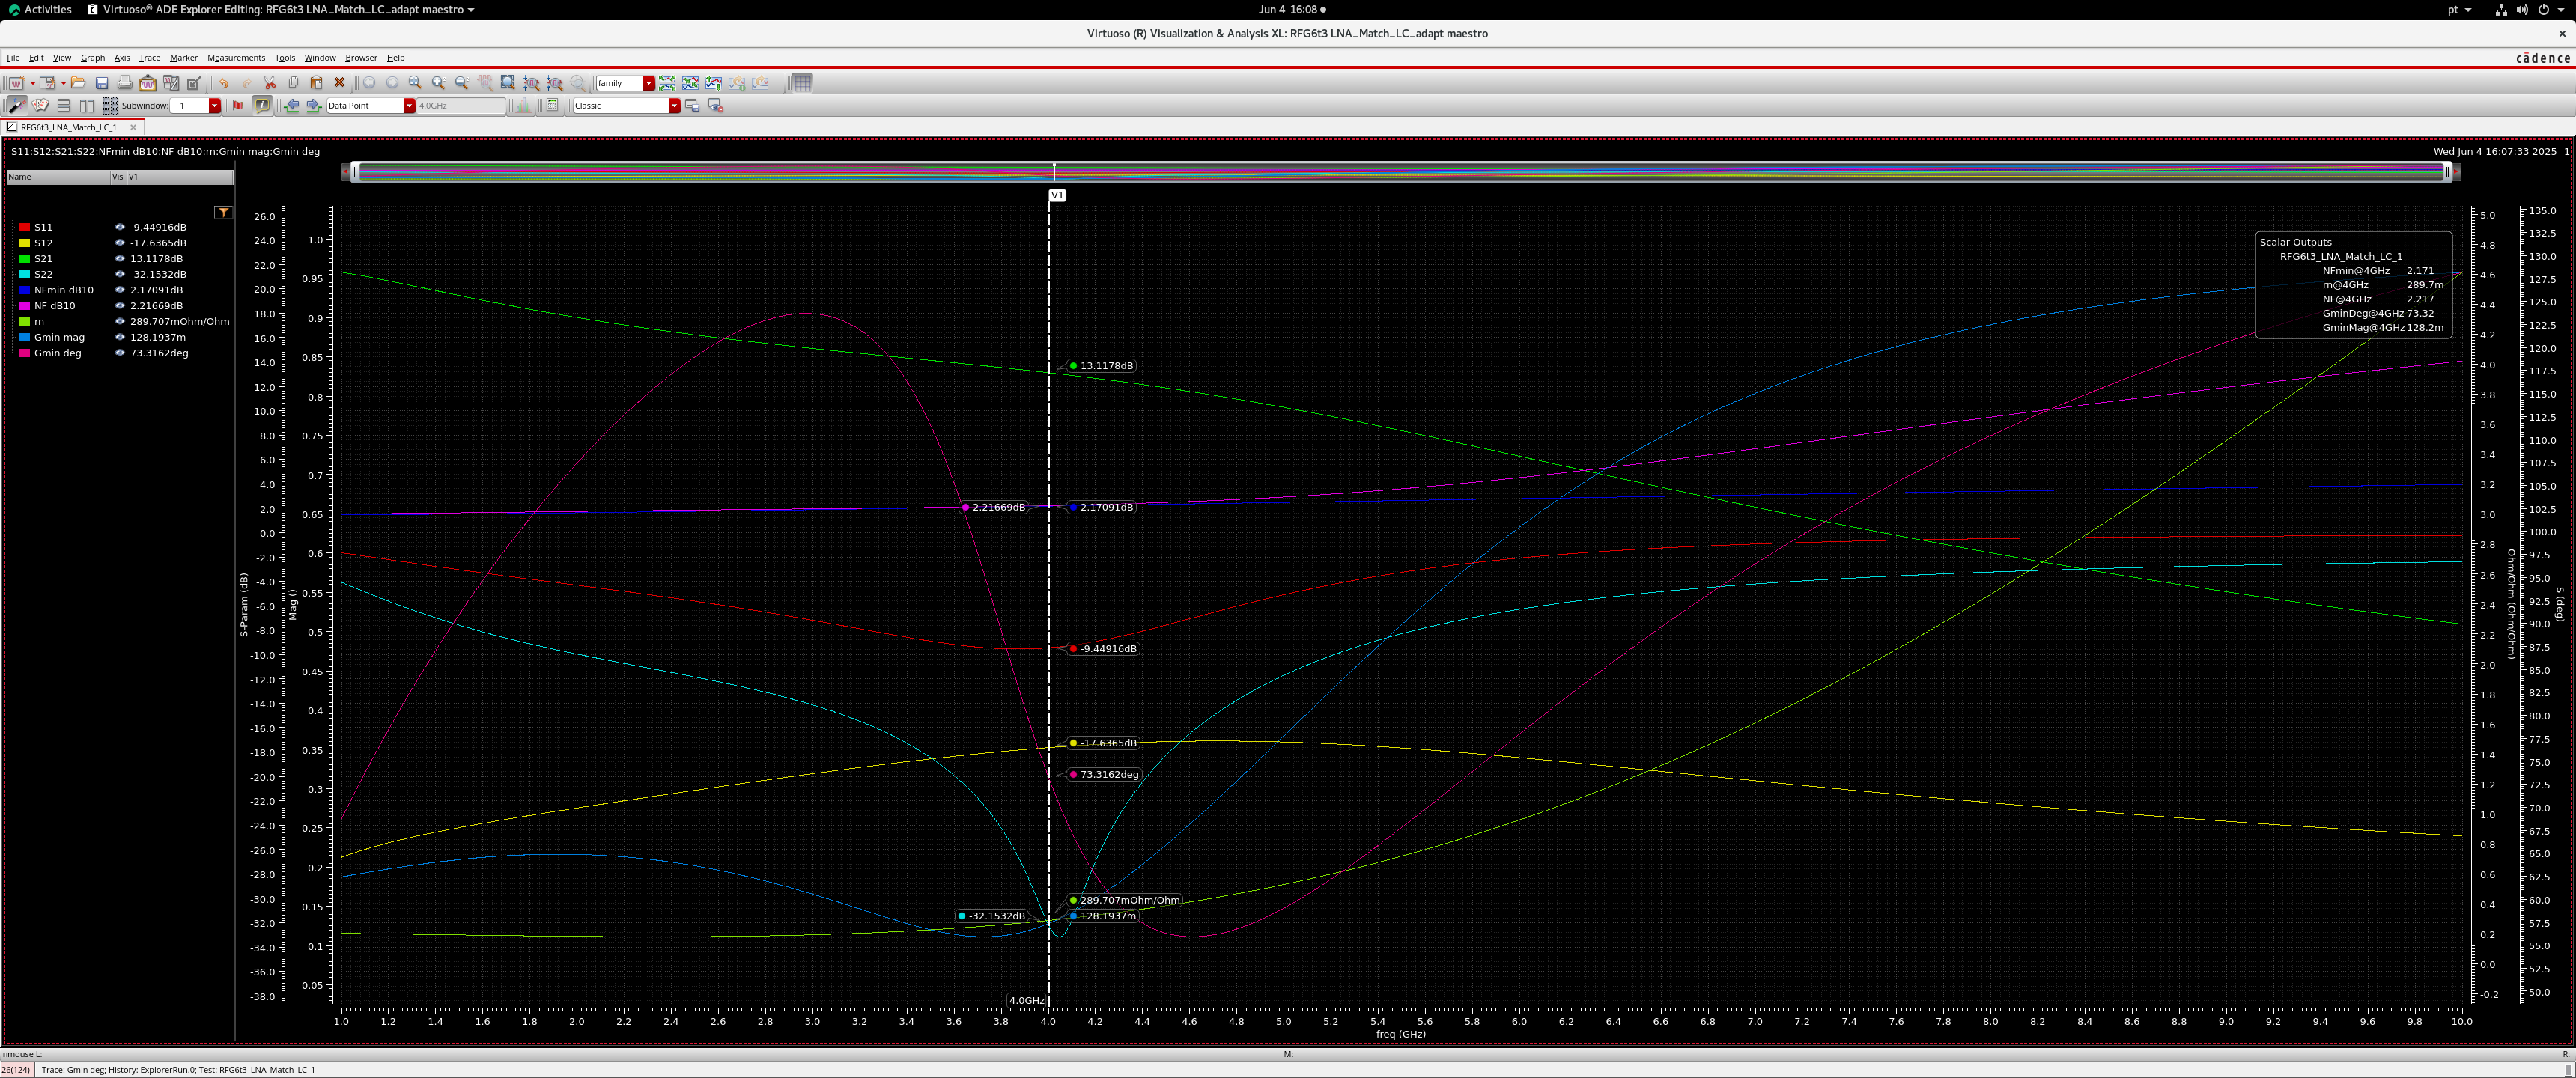 Activities Virtuoso® ADE Explorer Editing: RFG6t3 LNA_Match_LC_adapt maestro Jun 4 16:08 pt
Virtuoso (R) Visualization & Analysis XL: RFG6t3 LNA_Match_LC_adapt maestro
File Edit View Graph Axis Trace Marker Measurements Tools Window Browser Help cādence
family
Subwindow: 1 Data Point 4.0GHz Classic
RFG6t3_LNA_Match_LC_1
S11:S12:S21:S22:NFmin dB10:NF dB10:rn:Gmin mag:Gmin deg Wed Jun 4 16:07:33 2025 1
Name Vis V1
S11 -9.44916dB
S12 -17.6365dB
S21 13.1178dB
S22 -32.1532dB
NFmin dB10 2.17091dB
NF dB10 2.21669dB
rn 289.707mOhm/Ohm
Gmin mag 128.1937m
Gmin deg 73.3162deg
V1
26.0
24.0
22.0
20.0
18.0
16.0
14.0
12.0
10.0
8.0
6.0
4.0
2.0
0.0
-2.0
-4.0
-6.0
-8.0
-10.0
-12.0
-14.0
-16.0
-18.0
-20.0
-22.0
-24.0
-26.0
-28.0
-30.0
-32.0
-34.0
-36.0
-38.0
S-Param (dB)
1.0
0.95
0.9
0.85
0.8
0.75
0.7
0.65
0.6
0.55
0.5
0.45
0.4
0.35
0.3
0.25
0.2
0.15
0.1
0.05
Mag ()
13.1178dB
2.21669dB
2.17091dB
-9.44916dB
-17.6365dB
73.3162deg
289.707mOhm/Ohm
-32.1532dB
128.1937m
4.0GHz
Scalar Outputs
RFG6t3_LNA_Match_LC_1
NFmin@4GHz 2.171
rn@4GHz 289.7m
NF@4GHz 2.217
GminDeg@4GHz 73.32
GminMag@4GHz 128.2m
5.0
4.8
4.6
4.4
4.2
4.0
3.8
3.6
3.4
3.2
3.0
2.8
2.6
2.4
2.2
2.0
1.8
1.6
1.4
1.2
1.0
0.8
0.6
0.4
0.2
0.0
-0.2
Ohm/Ohm (Ohm/Ohm)
135.0
132.5
130.0
127.5
125.0
122.5
120.0
117.5
115.0
112.5
110.0
107.5
105.0
102.5
100.0
97.5
95.0
92.5
90.0
87.5
85.0
82.5
80.0
77.5
75.0
72.5
70.0
67.5
65.0
62.5
60.0
57.5
55.0
52.5
50.0
S (deg)
1.0 1.2 1.4 1.6 1.8 2.0 2.2 2.4 2.6 2.8 3.0 3.2 3.4 3.6 3.8 4.0 4.2 4.4 4.6 4.8 5.0 5.2 5.4 5.6 5.8 6.0 6.2 6.4 6.6 6.8 7.0 7.2 7.4 7.6 7.8 8.0 8.2 8.4 8.6 8.8 9.0 9.2 9.4 9.6 9.8 10.0
freq (GHz)
mouse L: M: R:
26(124) Trace: Gmin deg; History: ExplorerRun.0; Test: RFG6t3_LNA_Match_LC_1